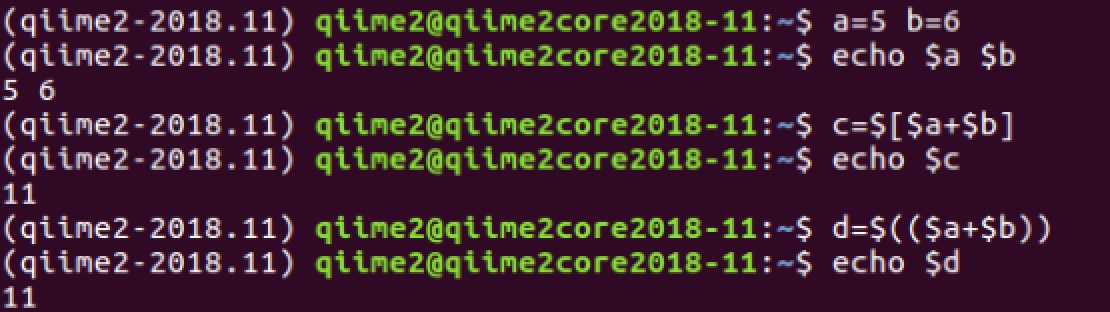 (qiime2-2018.11) qiime2@qiime2core2018-11:~$ a=5 b=6
(qiime2-2018.11) qiime2@qiime2core2018-11:~$ echo $a $b
5 6
(qiime2-2018.11) qiime2@qiime2core2018-11:~$ c=$[$a+$b]
(qiime2-2018.11) qiime2@qiime2core2018-11:~$ echo $c
11
(qiime2-2018.11) qiime2@qiime2core2018-11:~$ d=$(($a+$b))
(qiime2-2018.11) qiime2@qiime2core2018-11:~$ echo $d
11